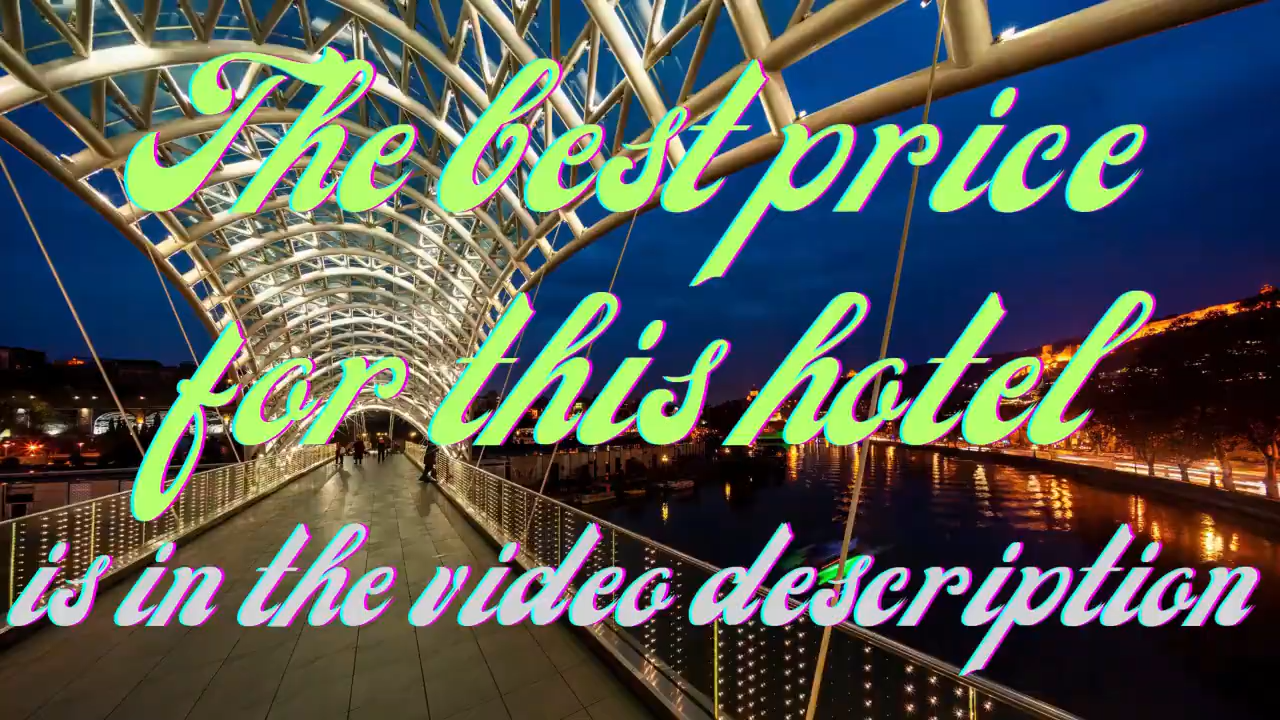 The best price
for this hotel
is in the video description